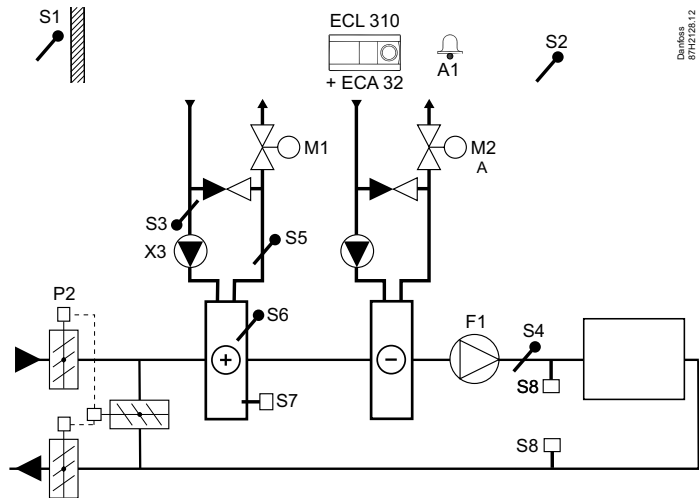 S1
ECL 310
+ ECA 32
A1
S2
Danfoss
87H2128.12
M1
M2
A
S3
S5
X3
P2
S6
F1
S4
+
−
S7
S8
S8